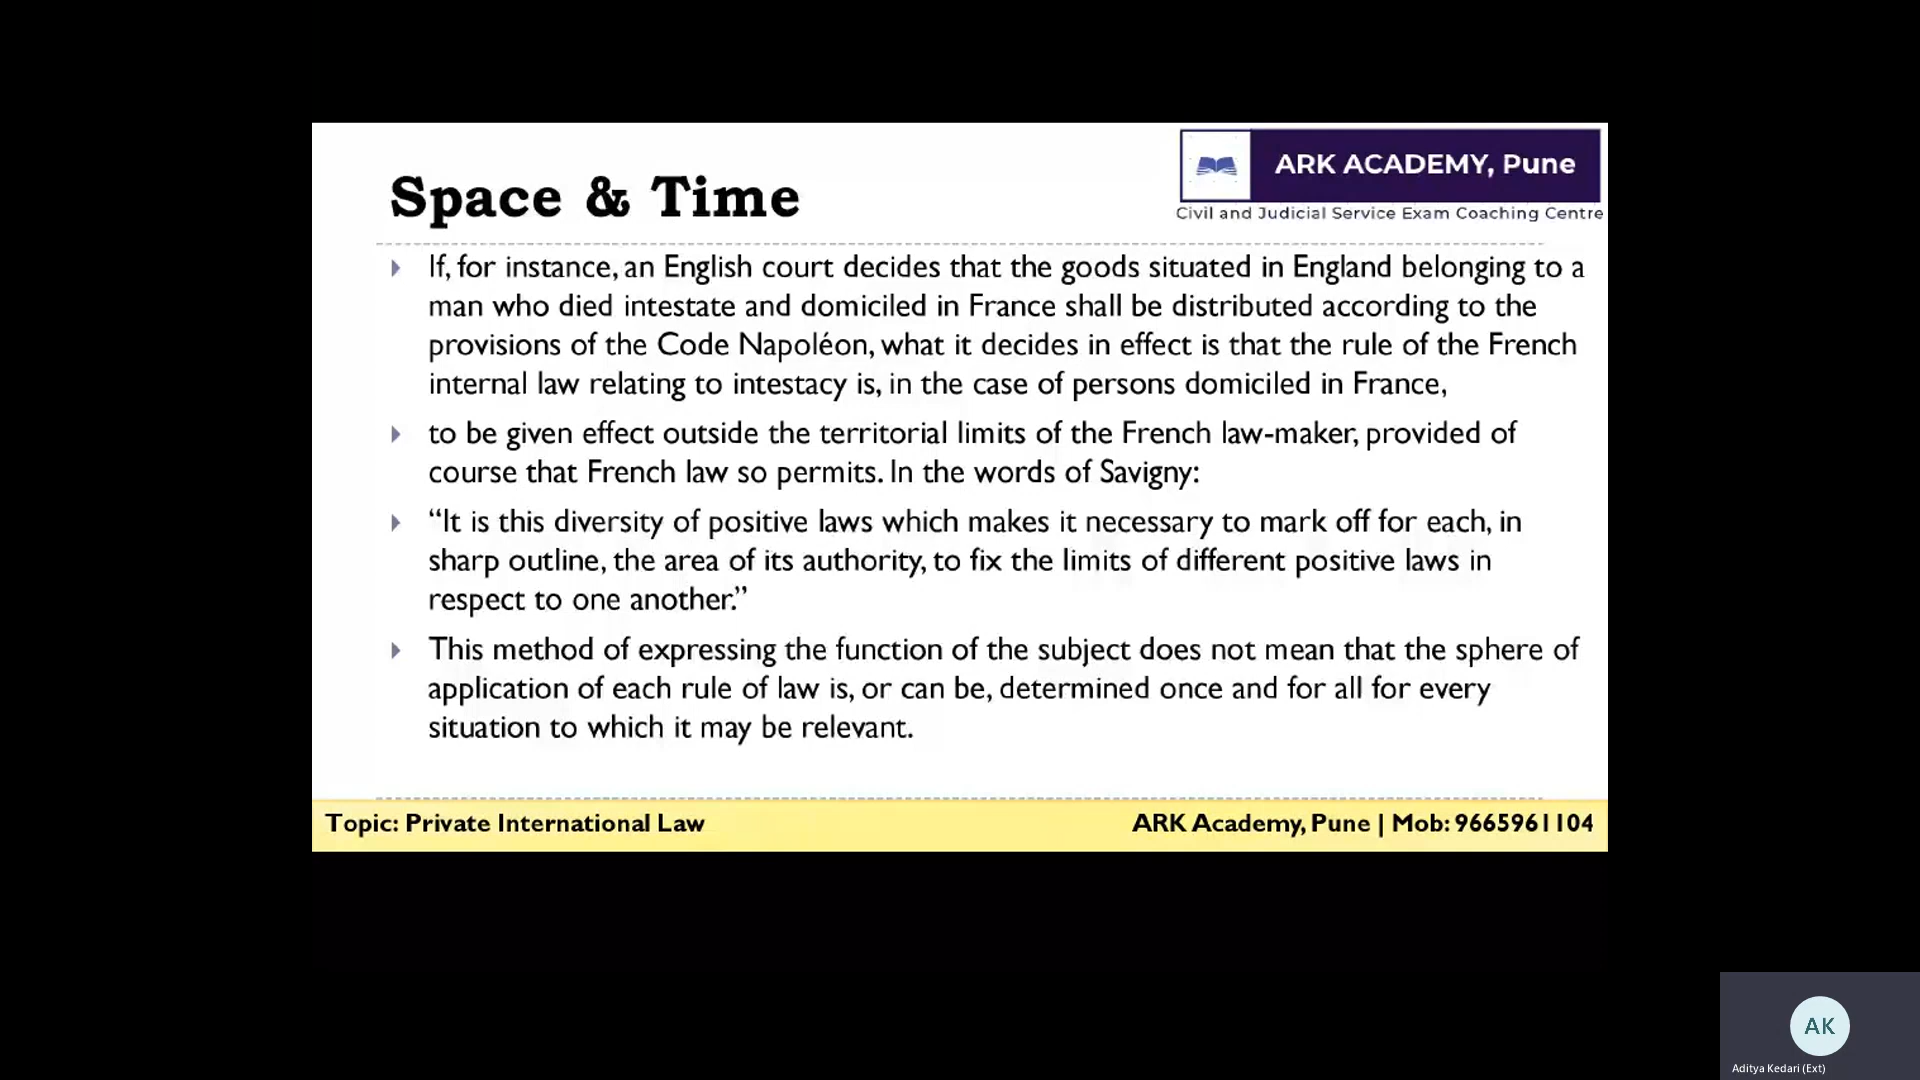 ARK ACADEMY, Pune
Civil and Judicial Service Exam Coaching Centre
Space & Time
If, for instance, an English court decides that the goods situated in England belonging to a
man who died intestate and domiciled in France shall be distributed according to the
provisions of the Code Napoléon, what it decides in effect is that the rule of the French
internal law relating to intestacy is, in the case of persons domiciled in France,
to be given effect outside the territorial limits of the French law-maker, provided of
course that French law so permits. In the words of Savigny:
“It is this diversity of positive laws which makes it necessary to mark off for each, in
sharp outline, the area of its authority, to fix the limits of different positive laws in
respect to one another.”
This method of expressing the function of the subject does not mean that the sphere of
application of each rule of law is, or can be, determined once and for all for every
situation to which it may be relevant.
Topic: Private International Law
ARK Academy, Pune | Mob: 9665961104
AK
Aditya Kedari (Ext)